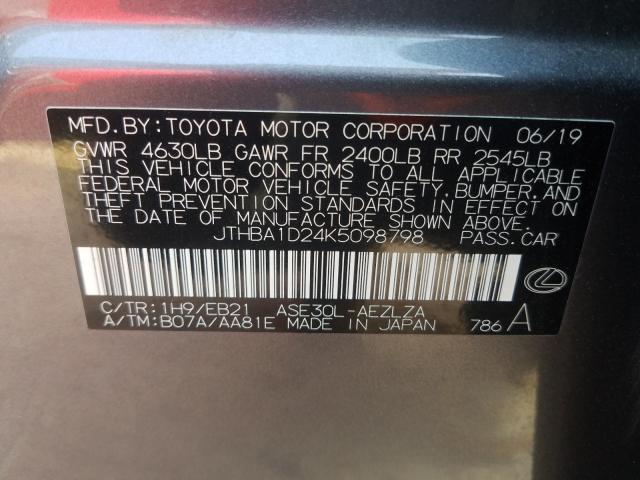 MFD.BY:TOYOTA MOTOR CORPORATION 06/19
GVWR 4630LB GAWR FR 2400LB RR 2545LB
THIS VEHICLE CONFORMS TO ALL APPLICABLE
FEDERAL MOTOR VEHICLE SAFETY, BUMPER, AND
THEFT PREVENTION STANDARDS IN EFFECT ON
THE DATE OF MANUFACTURE SHOWN ABOVE.
JTHBA1D24K5098798 PASS.CAR
C/TR:1H9/EB21 ASE30L-AEZLZA
A/TM:B07A/AA81E MADE IN JAPAN 786 A